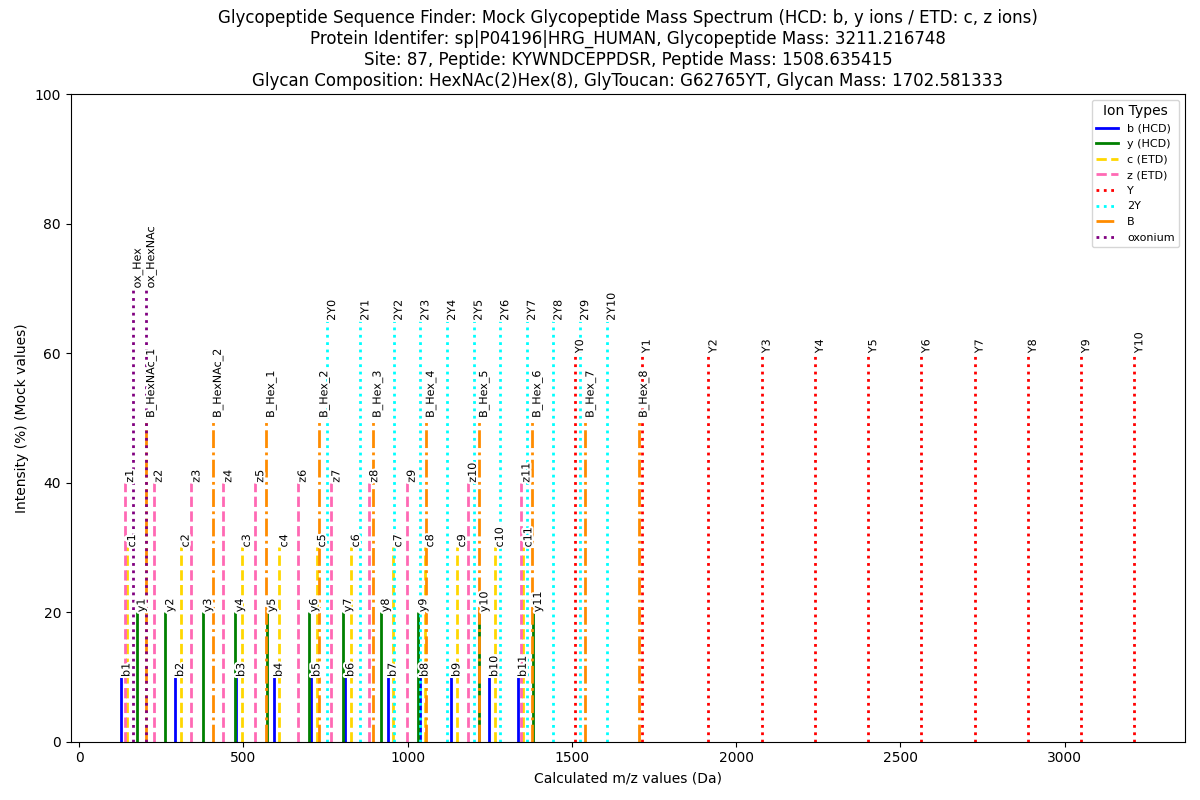 Glycopeptide Sequence Finder: Mock Glycopeptide Mass Spectrum (HCD: b, y ions / ETD: c, z ions)
Protein Identifer: sp|P04196|HRG_HUMAN, Glycopeptide Mass: 3211.216748
Site: 87, Peptide: KYWNDCEPPDSR, Peptide Mass: 1508.635415
Glycan Composition: HexNAc(2)Hex(8), GlyToucan: G62765YT, Glycan Mass: 1702.581333
100
80
60
40
20
0
Intensity (%) (Mock values)
Ion Types
b (HCD)
y (HCD)
c (ETD)
z (ETD)
Y
2Y
B
oxonium
ox_Hex
ox_HexNAc
2Y0
2Y1
2Y2
2Y3
2Y4
2Y5
2Y6
2Y7
2Y8
2Y9
2Y10
Y0
Y1
Y2
Y3
Y4
Y5
Y6
Y7
Y8
Y9
Y10
B_HexNAc_1
B_HexNAc_2
B_Hex_1
B_Hex_2
B_Hex_3
B_Hex_4
B_Hex_5
B_Hex_6
B_Hex_7
B_Hex_8
z1
z2
z3
z4
z5
z6
z7
z8
z9
z10
z11
c1
c2
c3
c4
c5
c6
c7
c8
c9
c10
c11
y1
y2
y3
y4
y5
y6
y7
y8
y9
y10
y11
b1
b2
b3
b4
b5
b6
b7
b8
b9
b10
b11
0
500
1000
1500
2000
2500
3000
Calculated m/z values (Da)